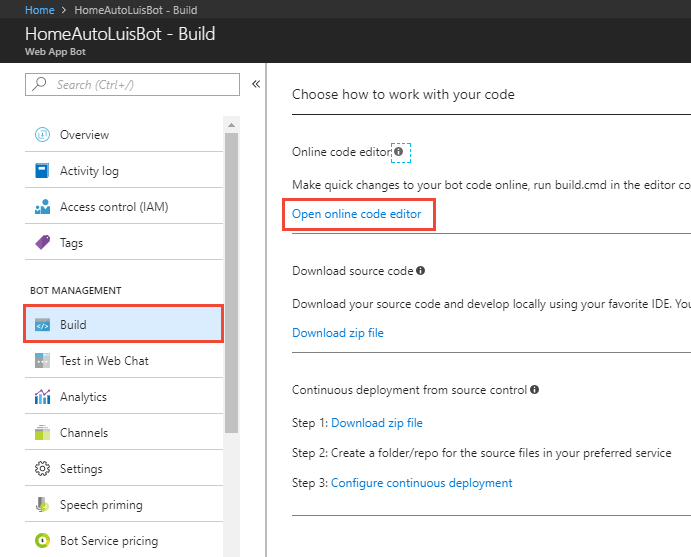 Home > HomeAutoLuisBot - Build
HomeAutoLuisBot - Build
Web App Bot
Search (Ctrl+/)
Overview
Activity log
Access control (IAM)
Tags
BOT MANAGEMENT
Build
Test in Web Chat
Analytics
Channels
Settings
Speech priming
Bot Service pricing
Choose how to work with your code
Online code editor
Make quick changes to your bot code online, run build.cmd in the editor co
Open online code editor
Download source code
Download your source code and develop locally using your favorite IDE. You
Download zip file
Continuous deployment from source control
Step 1: Download zip file
Step 2: Create a folder/repo for the source files in your preferred service
Step 3: Configure continuous deployment